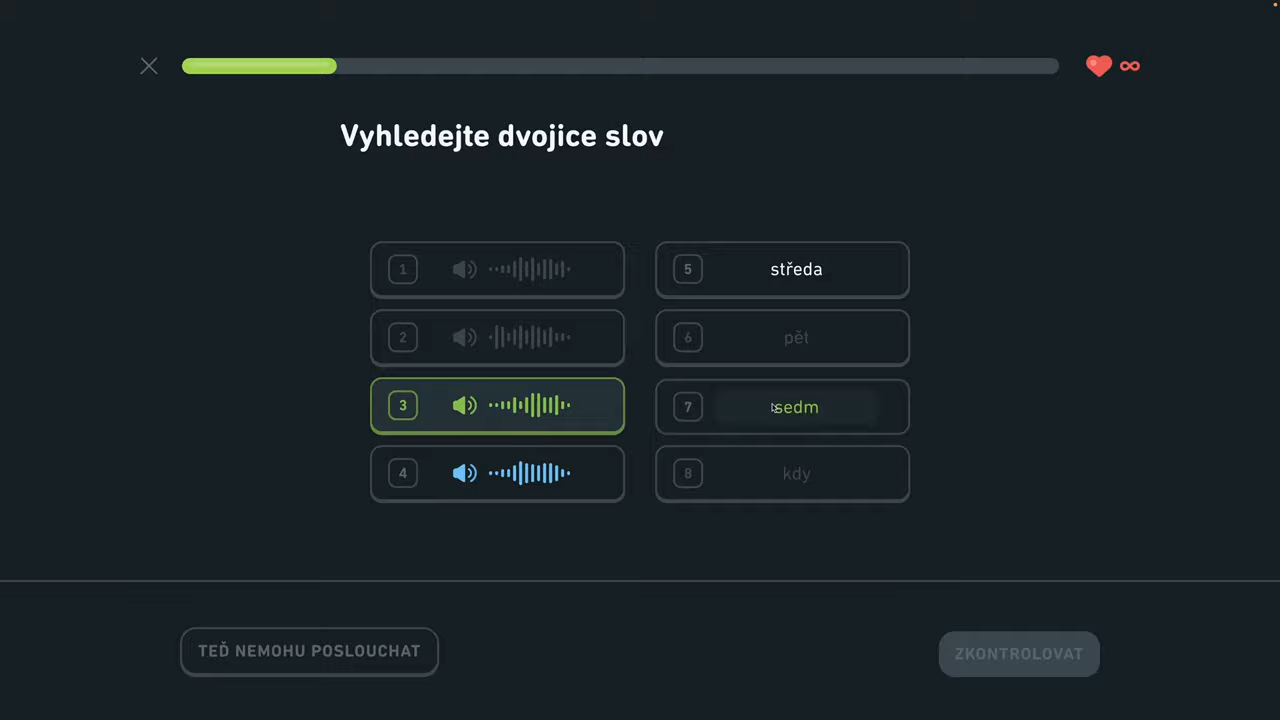 Vyhledejte dvojice slov
1
5 středa
2
6 pět
3
7 sedm
4
8 kdy
TEĎ NEMOHU POSLOUCHAT
ZKONTROLOVAT